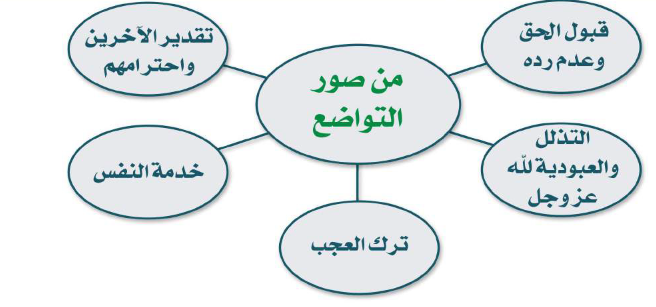 من صور
التواضع
قبول الحق
وعدم رده
التذلل
والعبودية لله
عز وجل
ترك العجب
خدمة النفس
تقدير الآخرين
واحترامهم